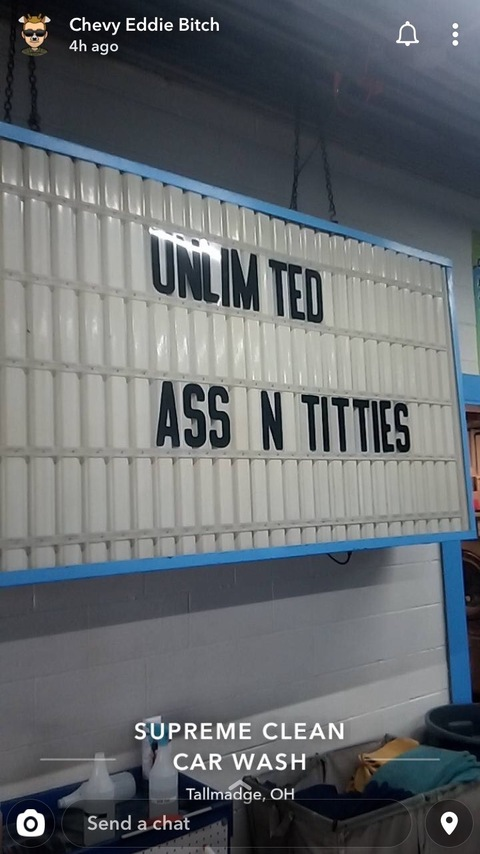 Chevy Eddie Bitch
4h ago
UNLIM TED
ASS N TITTIES
SUPREME CLEAN
CAR WASH
Tallmadge, OH
Send a chat